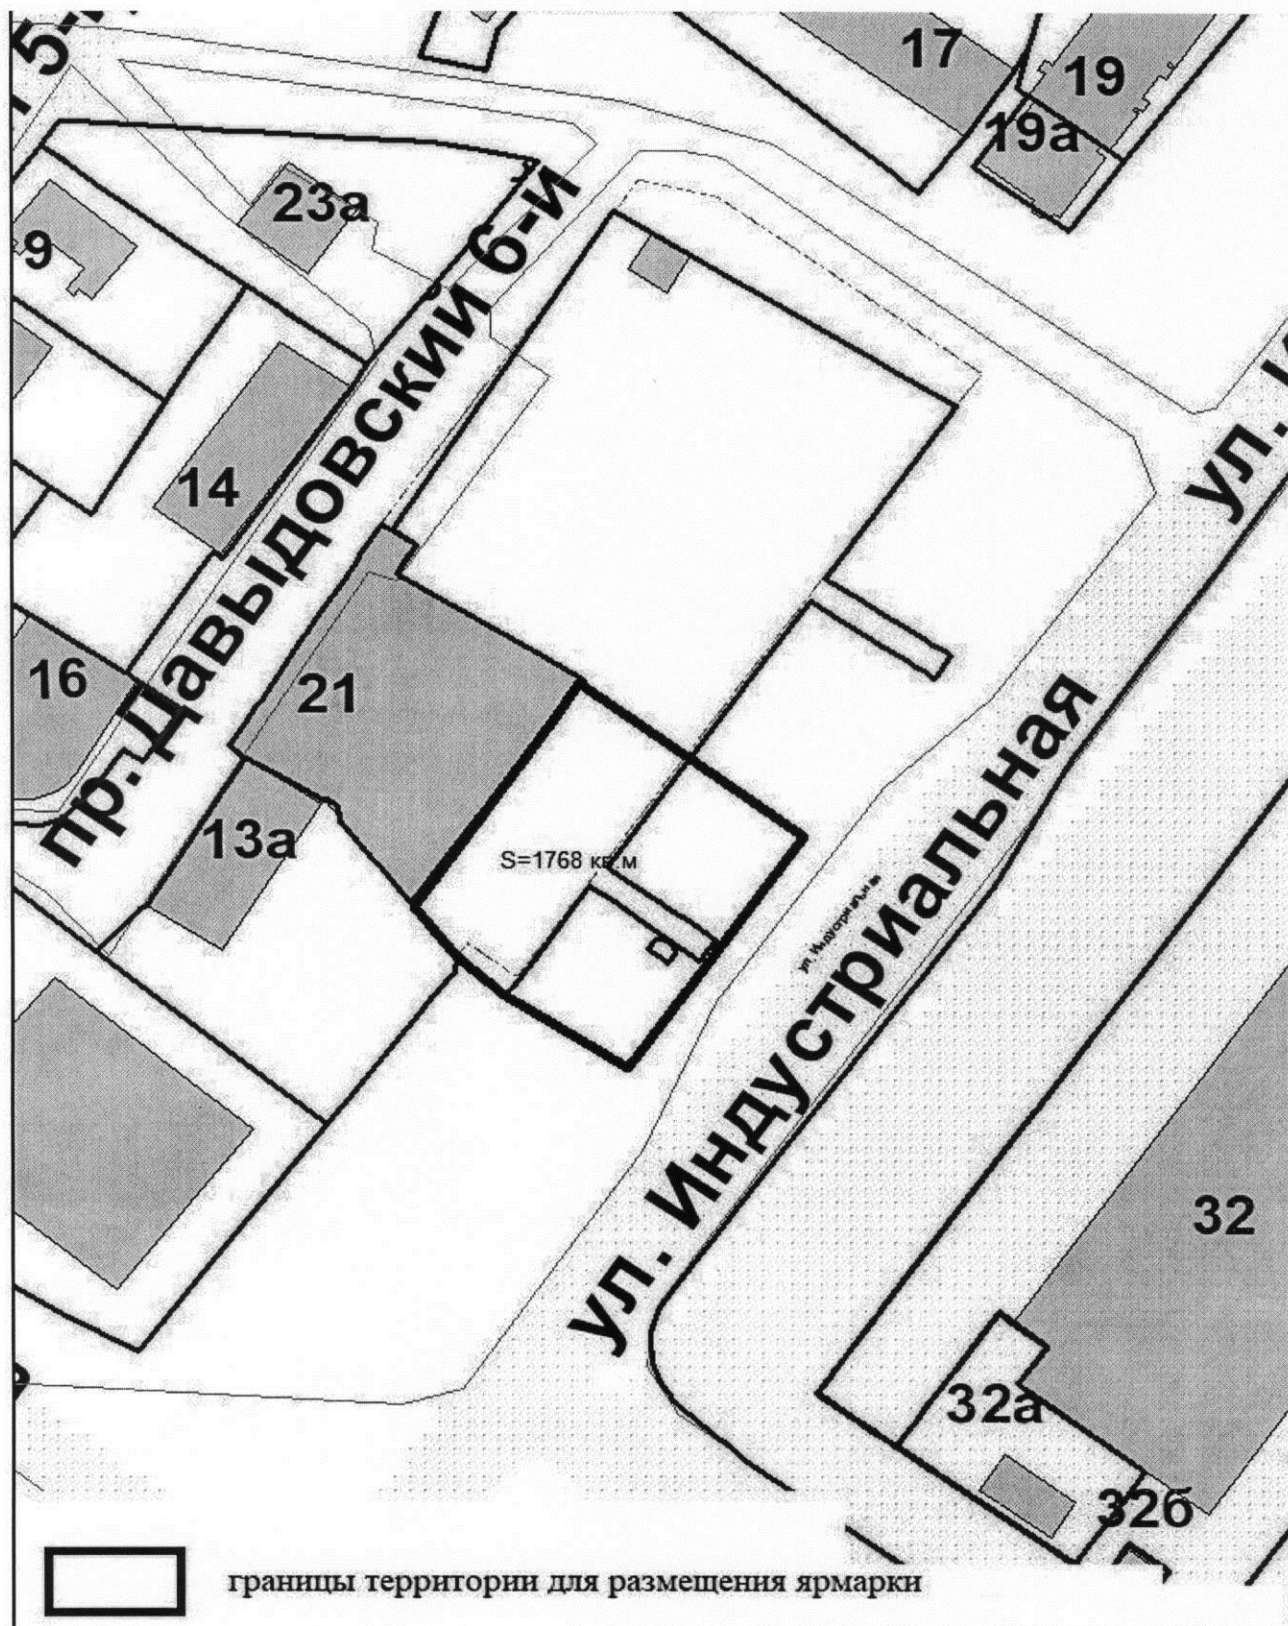 17
19
19а
23а
9
пр. Давыдовский 6-й
14
ул.
16
21
13а
S=1768 кв.м
ул. Индустриальная
ул. Индустриальная
32
32а
32б
границы территории для размещения ярмарки